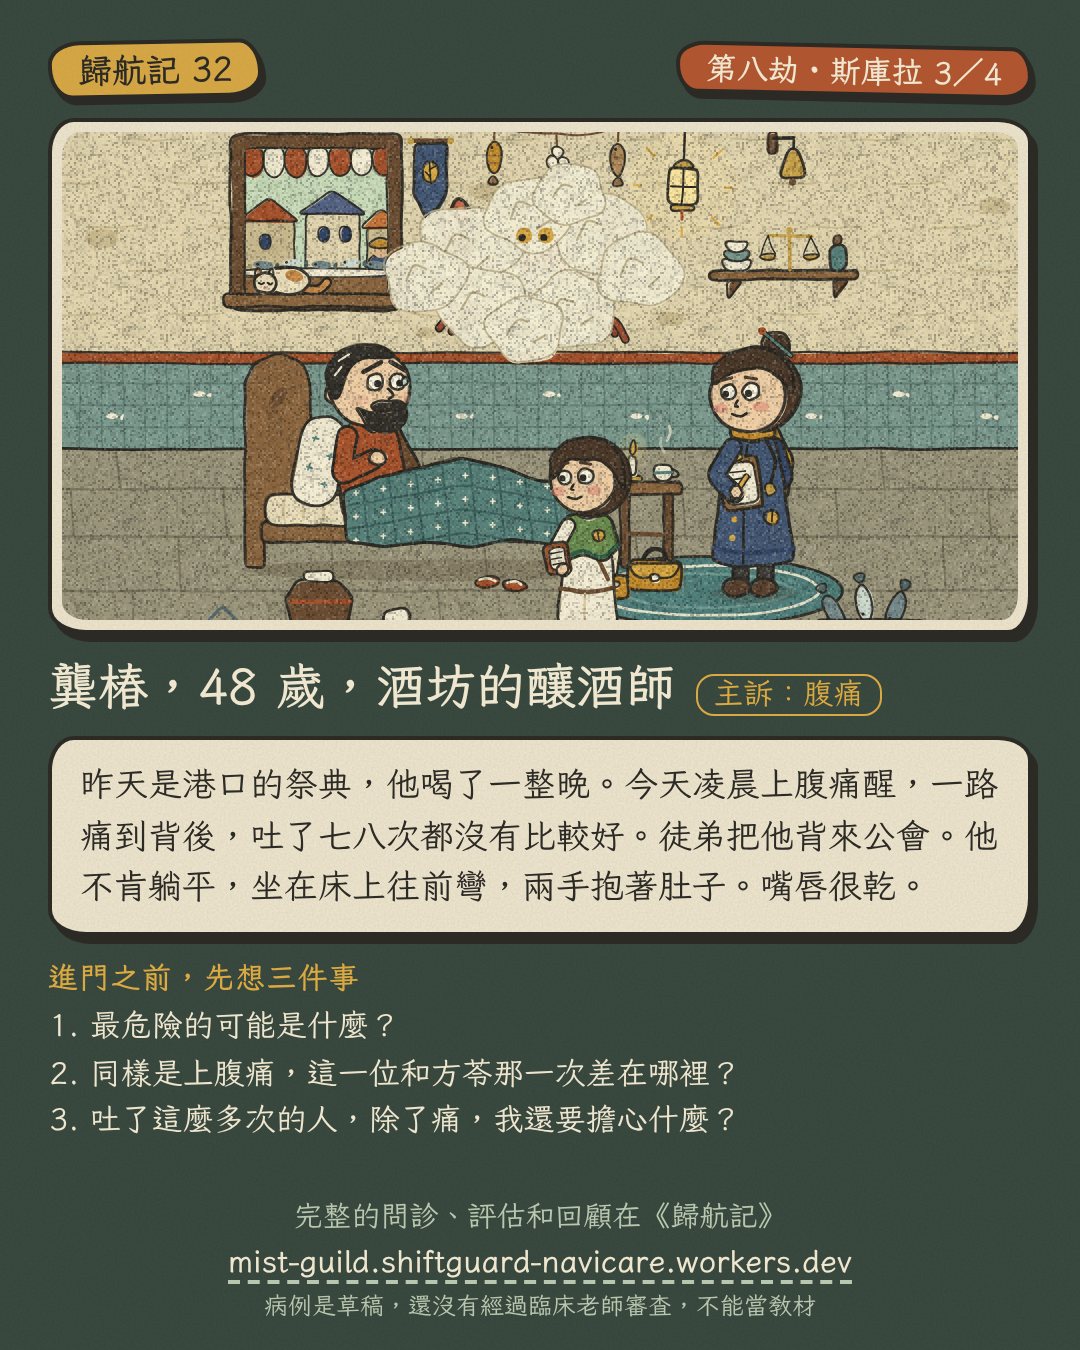 歸航記 32
第八劫・斯庫拉 3／4
龔椿，48 歲，酒坊的釀酒師
主訴：腹痛
昨天是港口的祭典，他喝了一整晚。今天凌晨上腹痛醒，一路
痛到背後，吐了七八次都沒有比較好。徒弟把他背來公會。他
不肯躺平，坐在床上往前彎，兩手抱著肚子。嘴唇很乾。
進門之前，先想三件事
1. 最危險的可能是什麼？
2. 同樣是上腹痛，這一位和方苓那一次差在哪裡？
3. 吐了這麼多次的人，除了痛，我還要擔心什麼？
完整的問診、評估和回顧在《歸航記》
mist-guild.shiftguard-navicare.workers.dev
病例是草稿，還沒有經過臨床老師審查，不能當教材